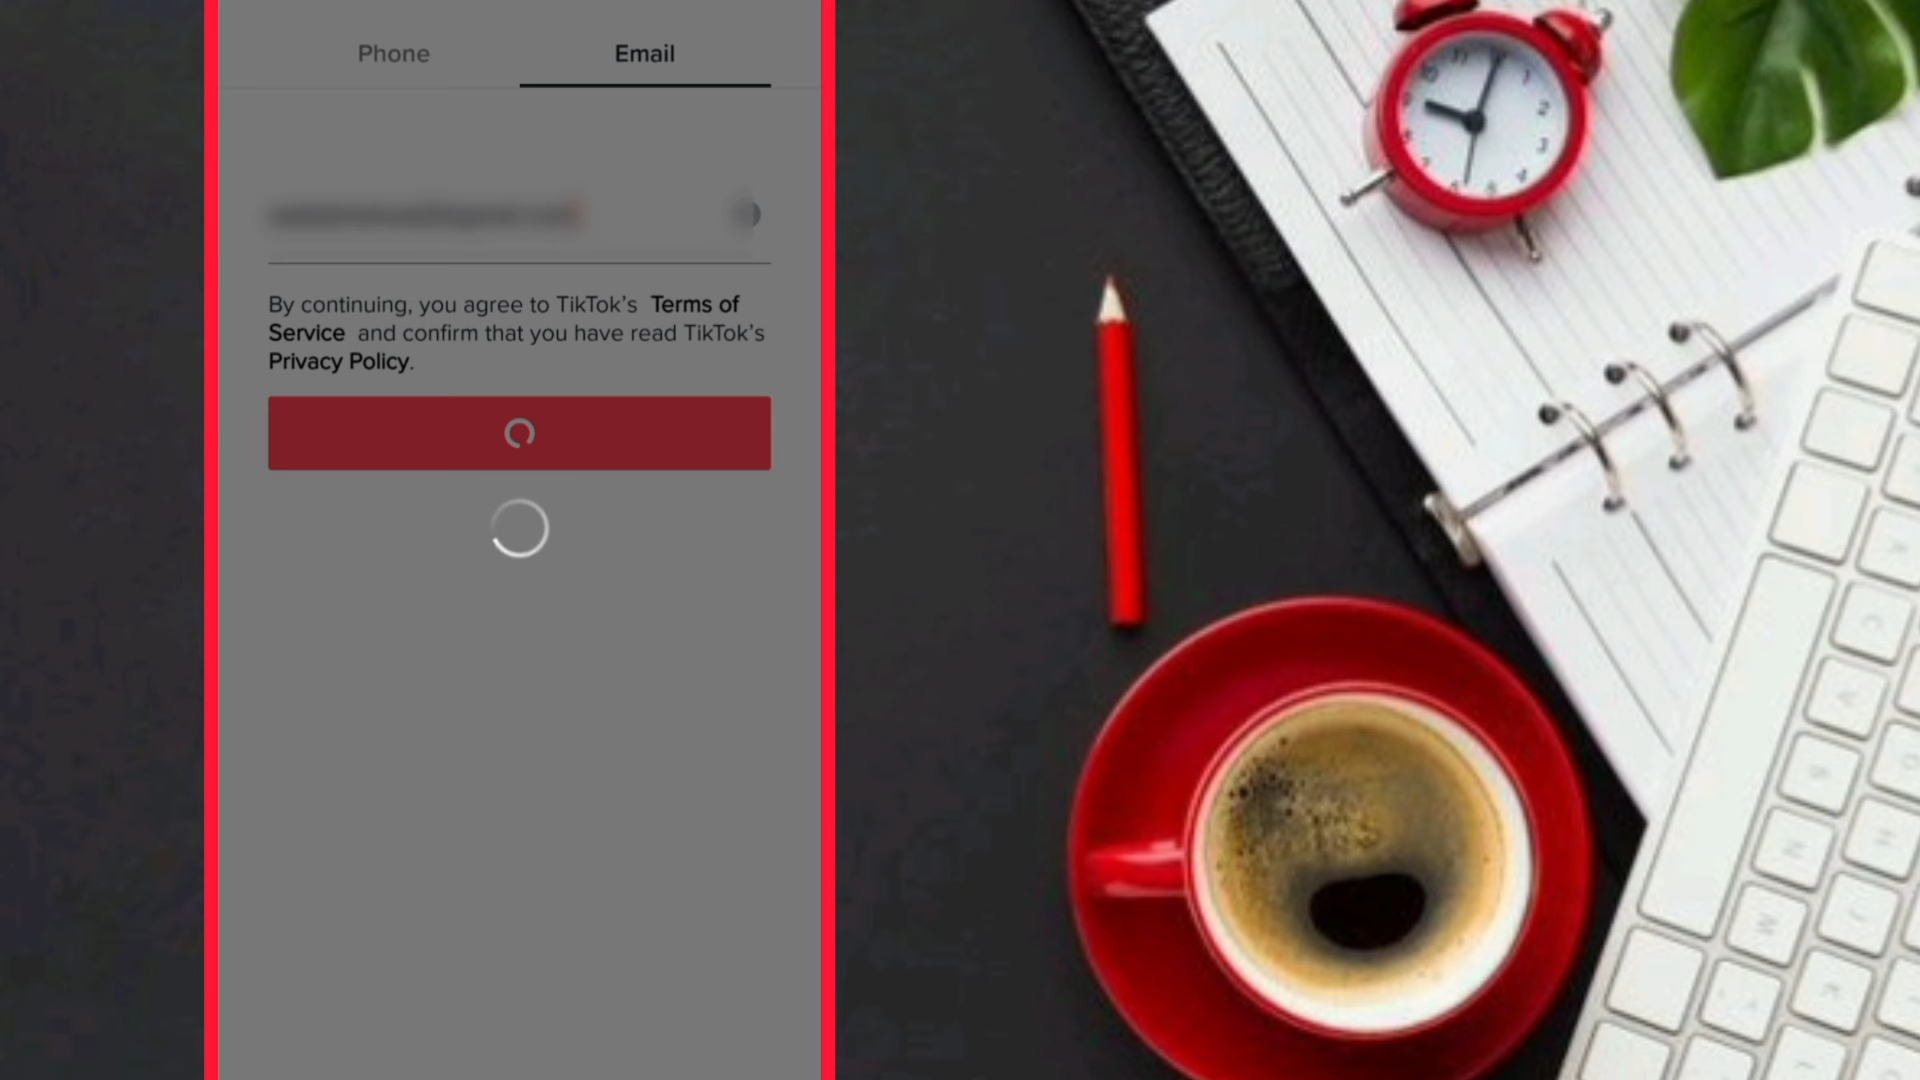 Phone Email
By continuing, you agree to TikTok's Terms of
Service and confirm that you have read TikTok's
Privacy Policy.